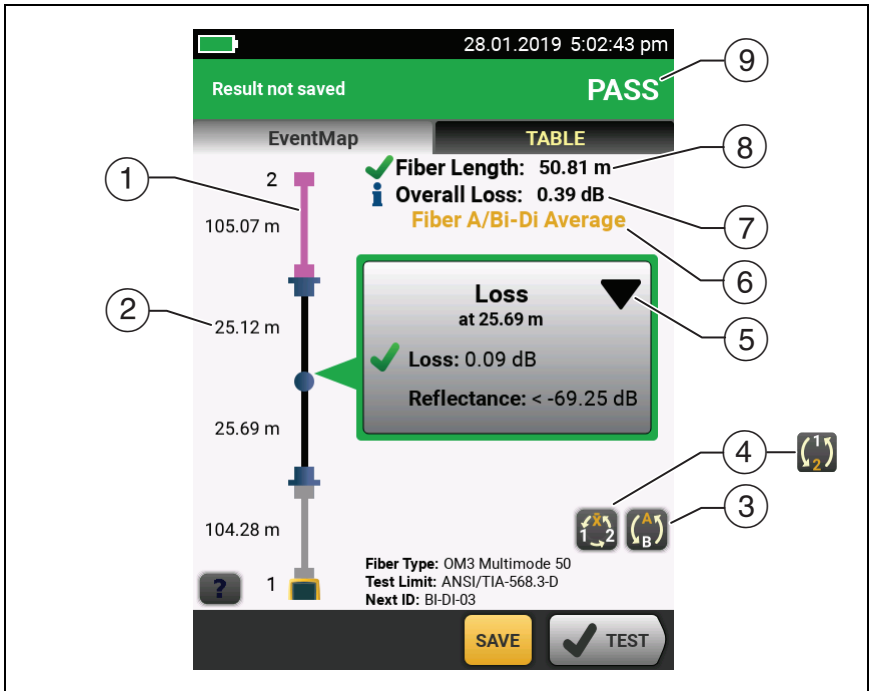 28.01.2019 5:02:43 pm
Result not saved
PASS
9
EventMap
TABLE
8
1
2
Fiber Length: 50.81 m
Overall Loss: 0.39 dB
7
105.07 m
Fiber A/Bi-Di Average
6
2
25.12 m
Loss
at 25.69 m
5
Loss: 0.09 dB
Reflectance: < -69.25 dB
25.69 m
4
1
2
3
X
1 2
A
B
104.28 m
Fiber Type: OM3 Multimode 50
Test Limit: ANSI/TIA-568.3-D
Next ID: BI-DI-03
?
1
SAVE
TEST